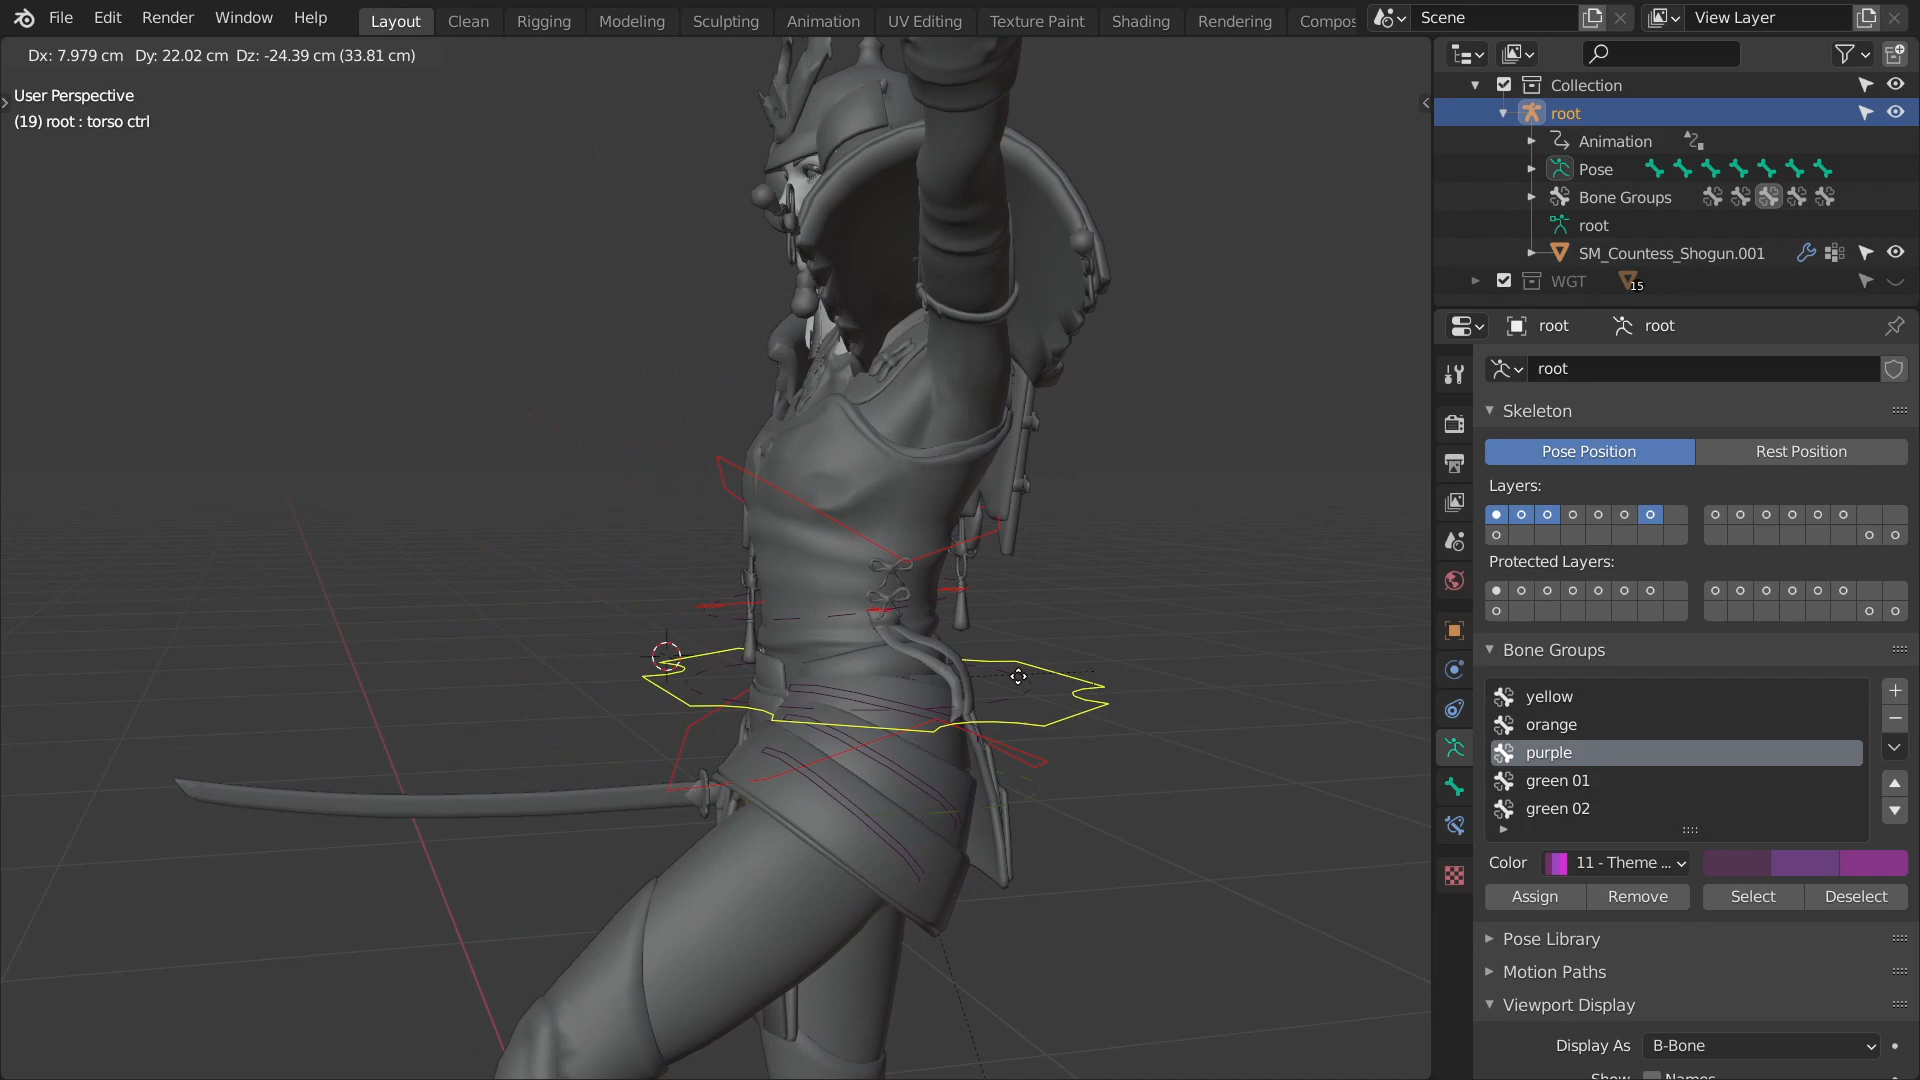 File Edit Render Window Help
Layout Clean Rigging Modeling Sculpting Animation UV Editing Texture Paint Shading Rendering Compos
Scene
View Layer
Dx: 7.979 cm Dy: 22.02 cm Dz: -24.39 cm (33.81 cm)
User Perspective
(19) root : torso ctrl
Collection
root
Animation
Pose
Bone Groups
root
SM_Countess_Shogun.001
WGT 15
root root
root
Skeleton
Pose Position Rest Position
Layers:
Protected Layers:
Bone Groups
yellow
orange
purple
green 01
green 02
Color 11 - Theme ...
Assign Remove Select Deselect
Pose Library
Motion Paths
Viewport Display
Display As B-Bone
Show Names